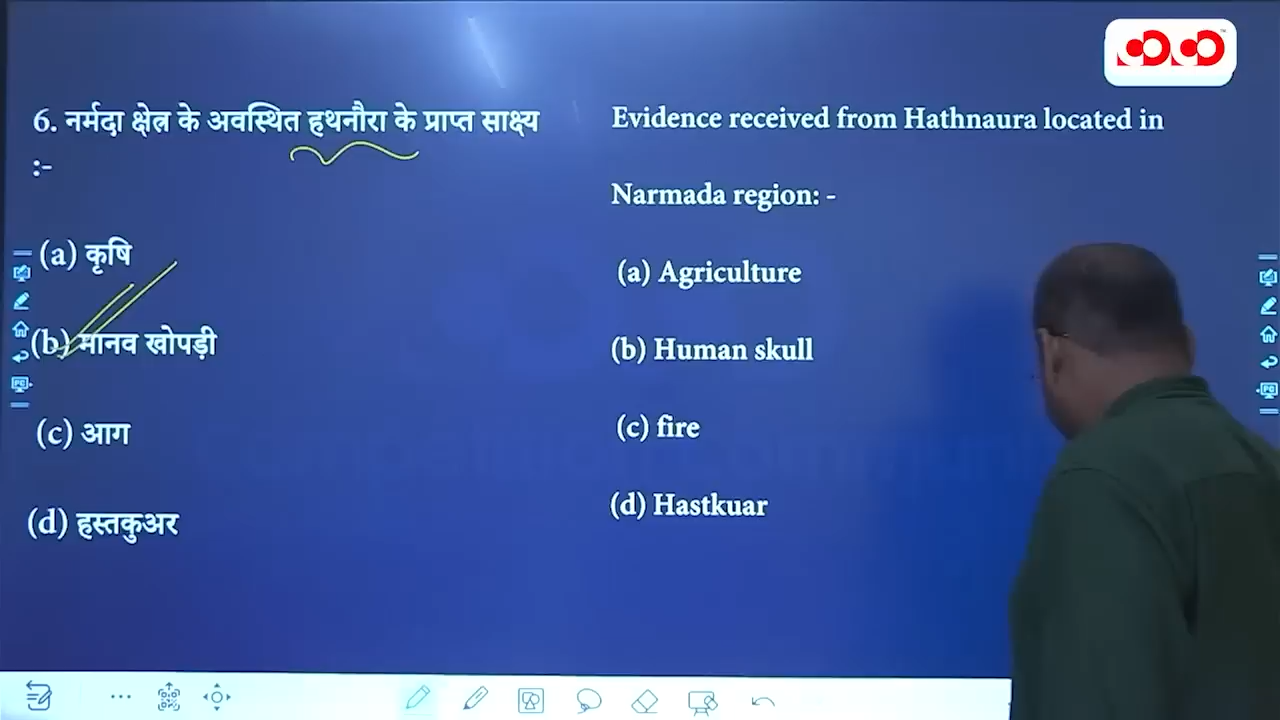 6. नर्मदा क्षेत्र के अवस्थित हथनौरा के प्राप्त साक्ष्य
:-
(a) कृषि
(b) मानव खोपड़ी
(c) आग
(d) हस्तकुअर
Evidence received from Hathnaura located in
Narmada region: -
(a) Agriculture
(b) Human skull
(c) fire
(d) Hastkuar